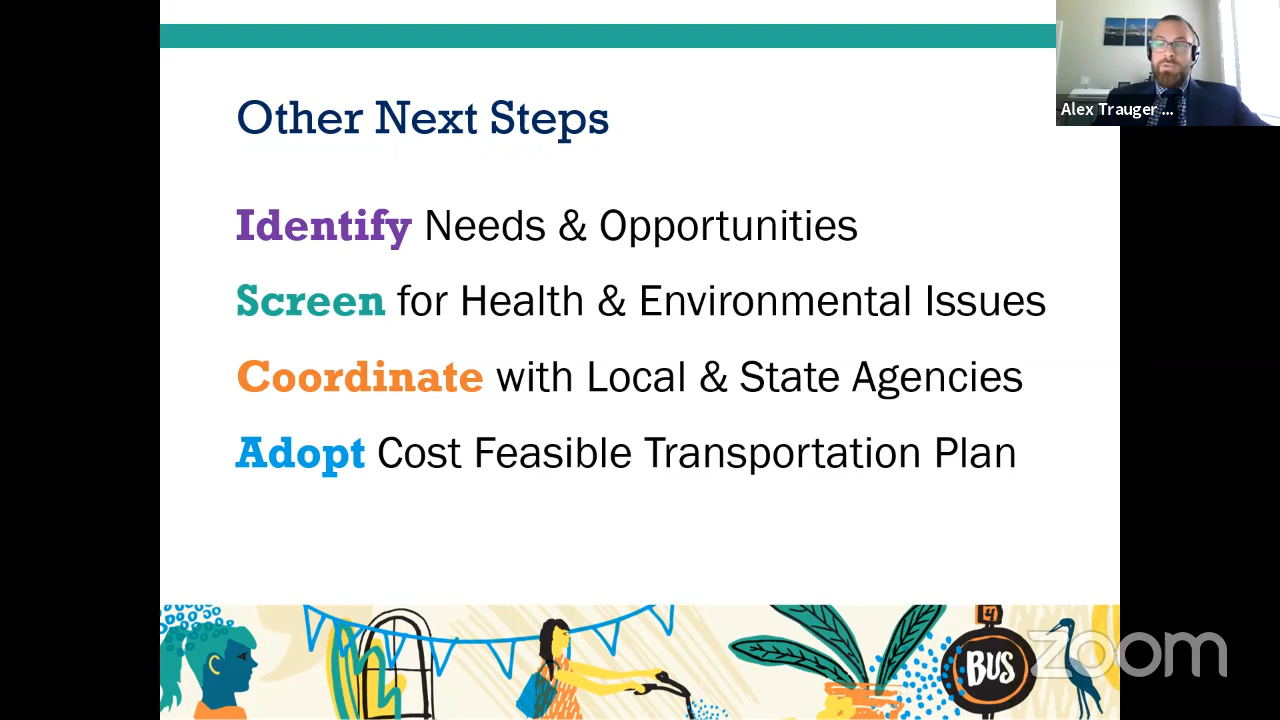 Alex Trauger ...
Other Next Steps
Identify Needs & Opportunities
Screen for Health & Environmental Issues
Coordinate with Local & State Agencies
Adopt Cost Feasible Transportation Plan
4
BUS
zoom